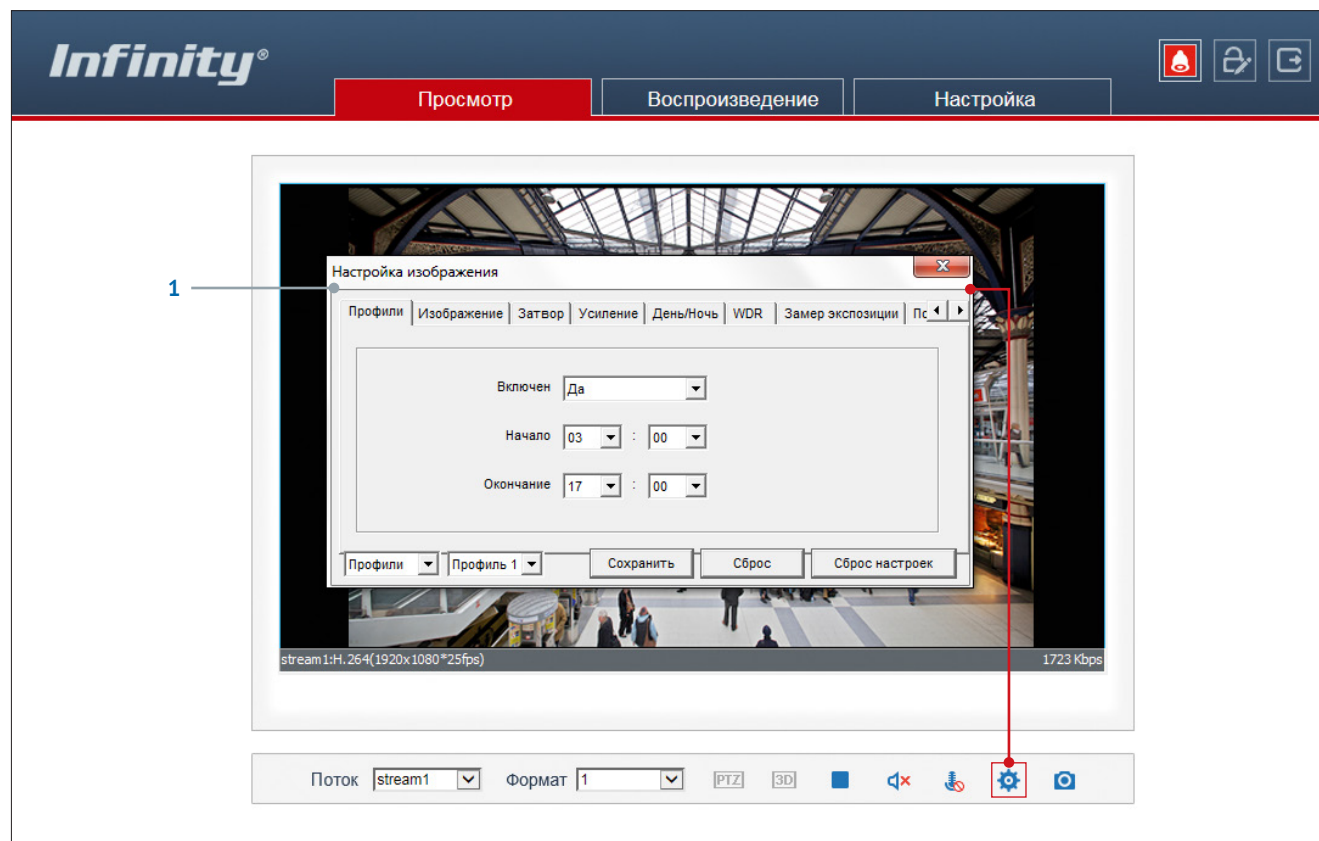 Infinity®
Просмотр
Воспроизведение
Настройка
Настройка изображения
1
Профили Изображение Затвор Усиление День/Ночь WDR Замер экспозиции
Включен Да
Начало 03 : 00
Окончание 17 : 00
Профили Профиль 1 Сохранить Сброс Сброс настроек
stream1:H.264(1920x1080*25fps) 1723 Kbps
Поток stream1 Формат 1 PTZ 3D